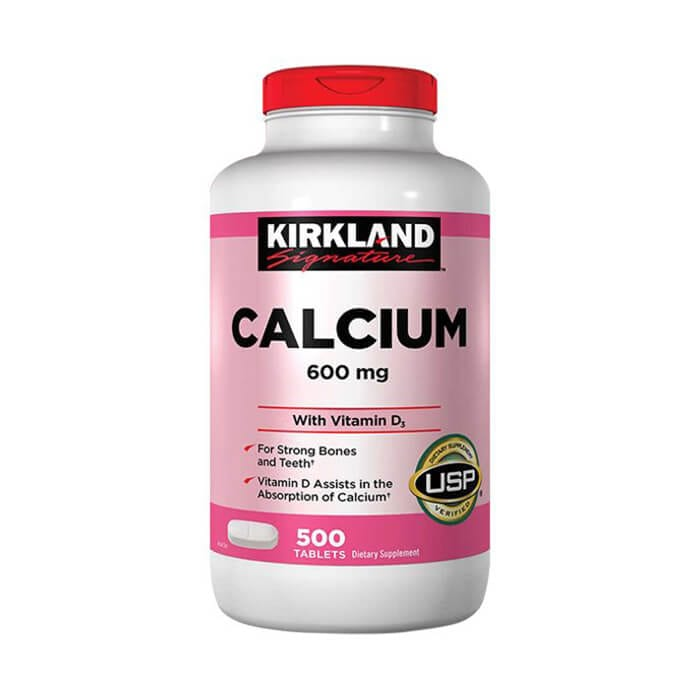 KIRKLAND
Signature™
CALCIUM
600 mg
With Vitamin D₃
For Strong Bones
and Teeth†
Vitamin D Assists in the
Absorption of Calcium†
DIETARY SUPPLEMENT
USP
VERIFIED
500
TABLETS Dietary Supplement